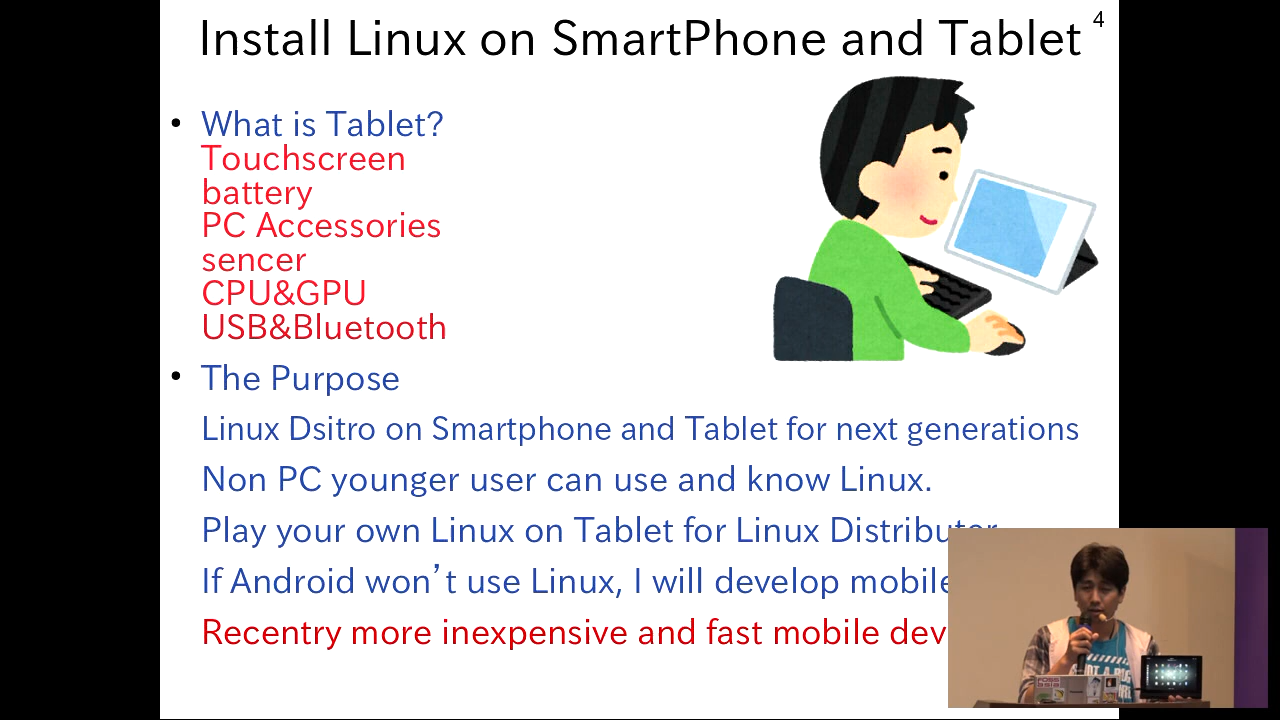 Install Linux on SmartPhone and Tablet
4
• What is Tablet?
Touchscreen
battery
PC Accessories
sencer
CPU&GPU
USB&Bluetooth
• The Purpose
Linux Dsitro on Smartphone and Tablet for next generations
Non PC younger user can use and know Linux.
Play your own Linux on Tablet for Linux
If Android won’t use Linux, I will develop mobile
Recentry more inexpensive and fast mobile
FOSS